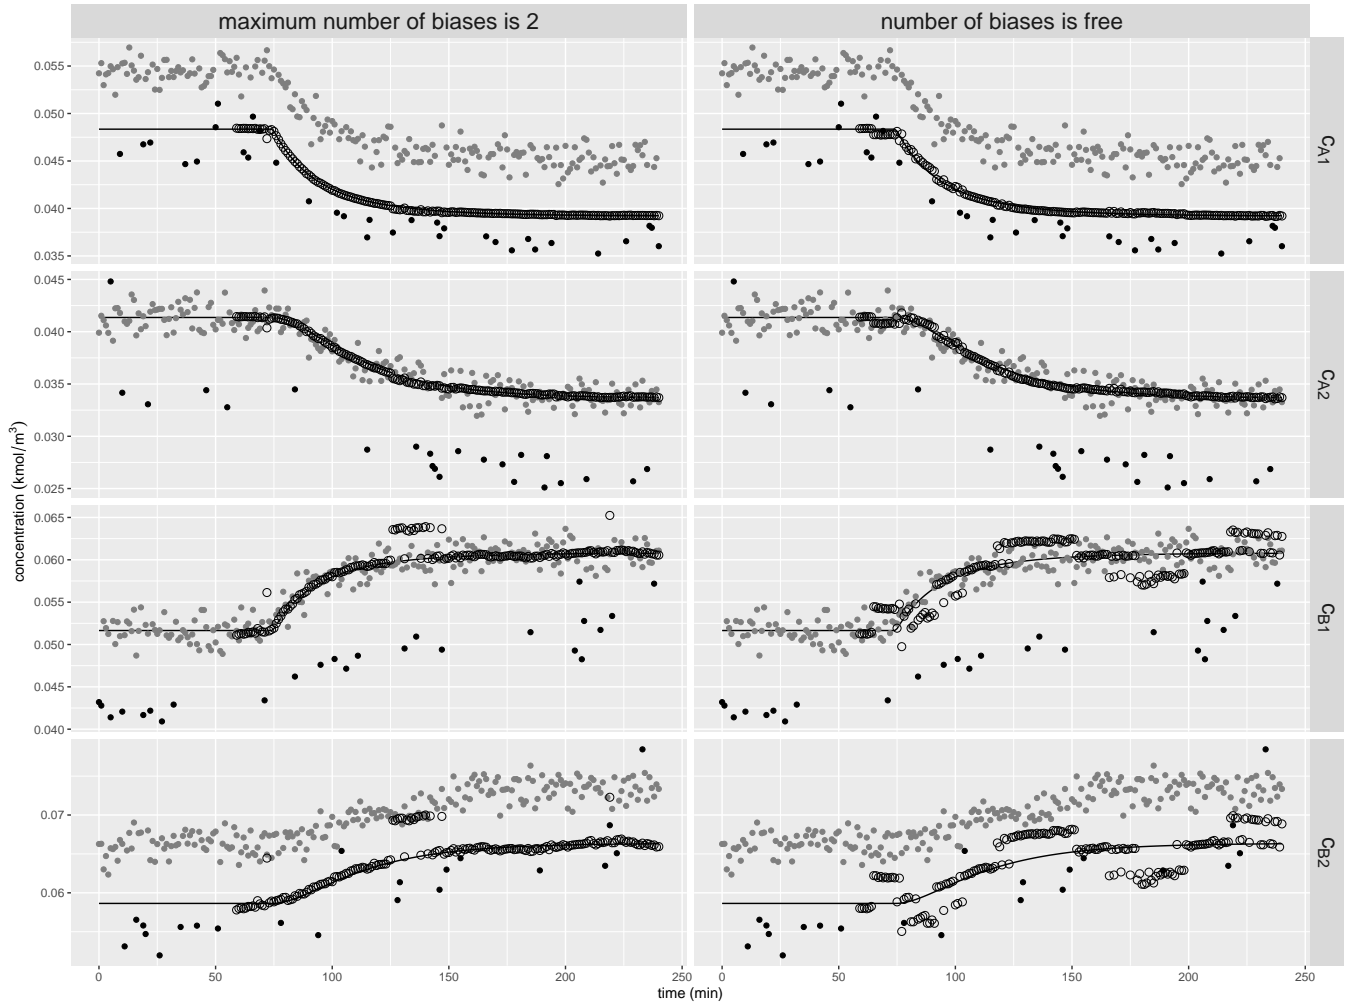 maximum number of biases is 2
number of biases is free
0.055
0.050
0.045
0.040
0.035
cA1
0.045
0.040
0.035
0.030
0.025
cA2
concentration (kmol/m³)
0.065
0.060
0.055
0.050
0.045
0.040
cB1
0.07
0.06
cB2
0 50 100 150 200 250
0 50 100 150 200 250
time (min)